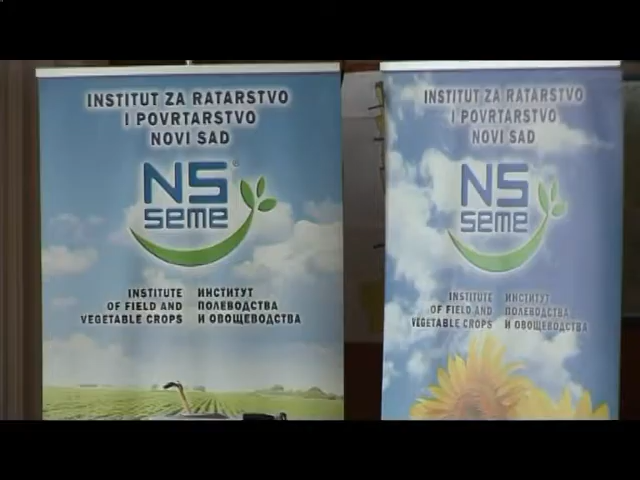 INSTITUT ZA RATARSTVO
I POVRTARSTVO
NOVI SAD
NS®
seme
INSTITUTE
OF FIELD AND
VEGETABLE CROPS
ИНСТИТУТ
ПОЛЕВОДСТВА
И ОВОЩЕВОДСТВА
INSTITUT ZA RATARSTVO
I POVRTARSTVO
NOVI SAD
NS
seme
INSTITUTE
OF FIELD AND
VEGETABLE CROPS
ИНСТИТУТ
ПОЛЕВОДСТВА
И ОВОЩЕВОДСТВА